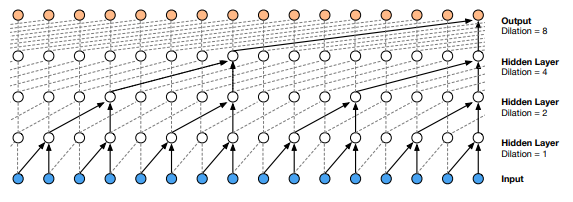 Output
Dilation = 8
Hidden Layer
Dilation = 4
Hidden Layer
Dilation = 2
Hidden Layer
Dilation = 1
Input